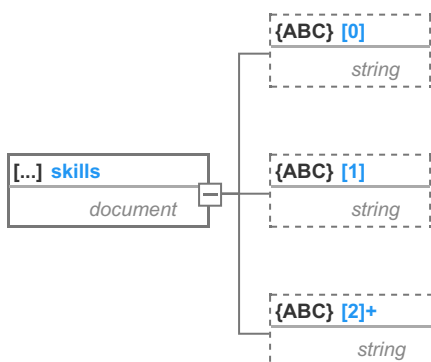 {ABC} [0]
string
[...] skills
document
{ABC} [1]
string
{ABC} [2]+
string